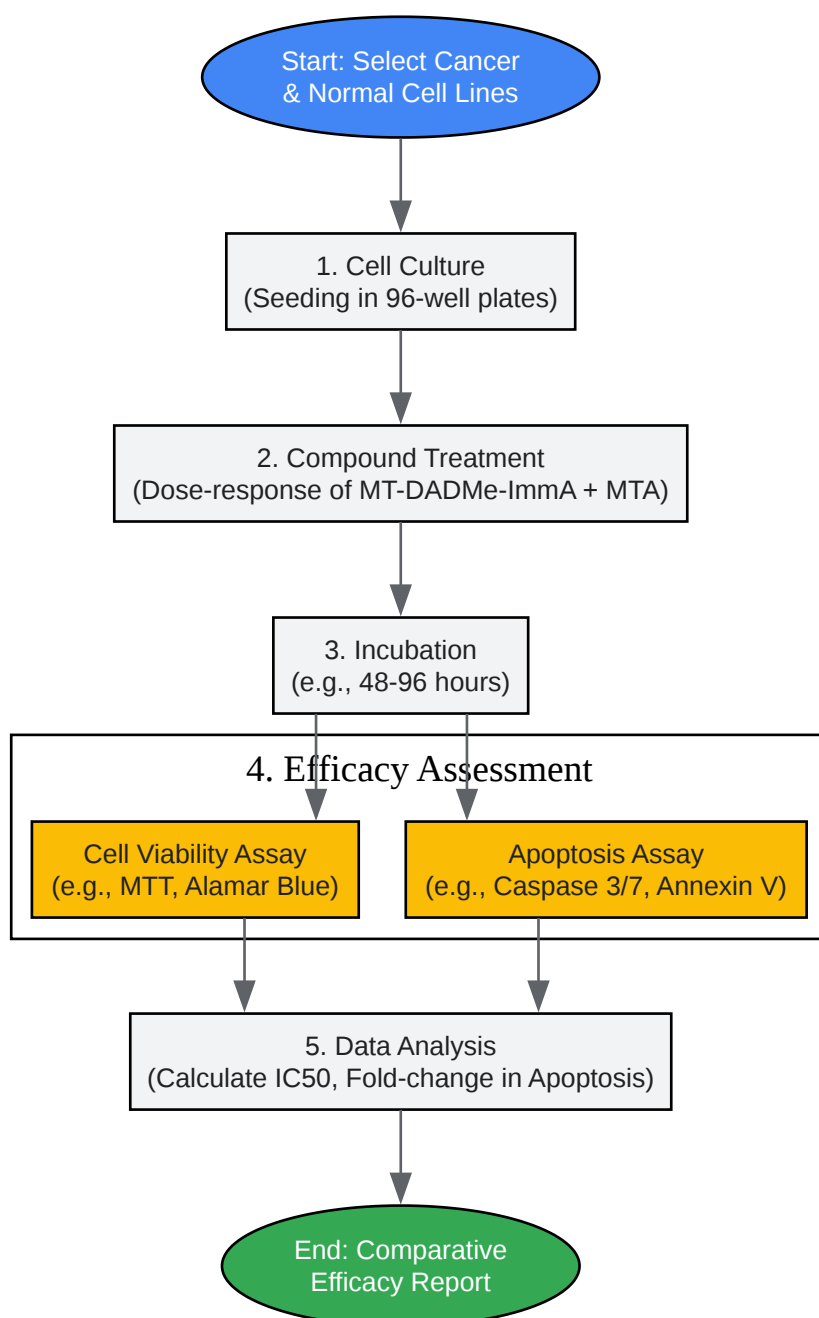 Start: Select Cancer
& Normal Cell Lines
1. Cell Culture
(Seeding in 96-well plates)
2. Compound Treatment
(Dose-response of MT-DADMe-ImmA + MTA)
3. Incubation
(e.g., 48-96 hours)
4. Efficacy Assessment
Cell Viability Assay
(e.g., MTT, Alamar Blue)
Apoptosis Assay
(e.g., Caspase 3/7, Annexin V)
5. Data Analysis
(Calculate IC50, Fold-change in Apoptosis)
End: Comparative
Efficacy Report